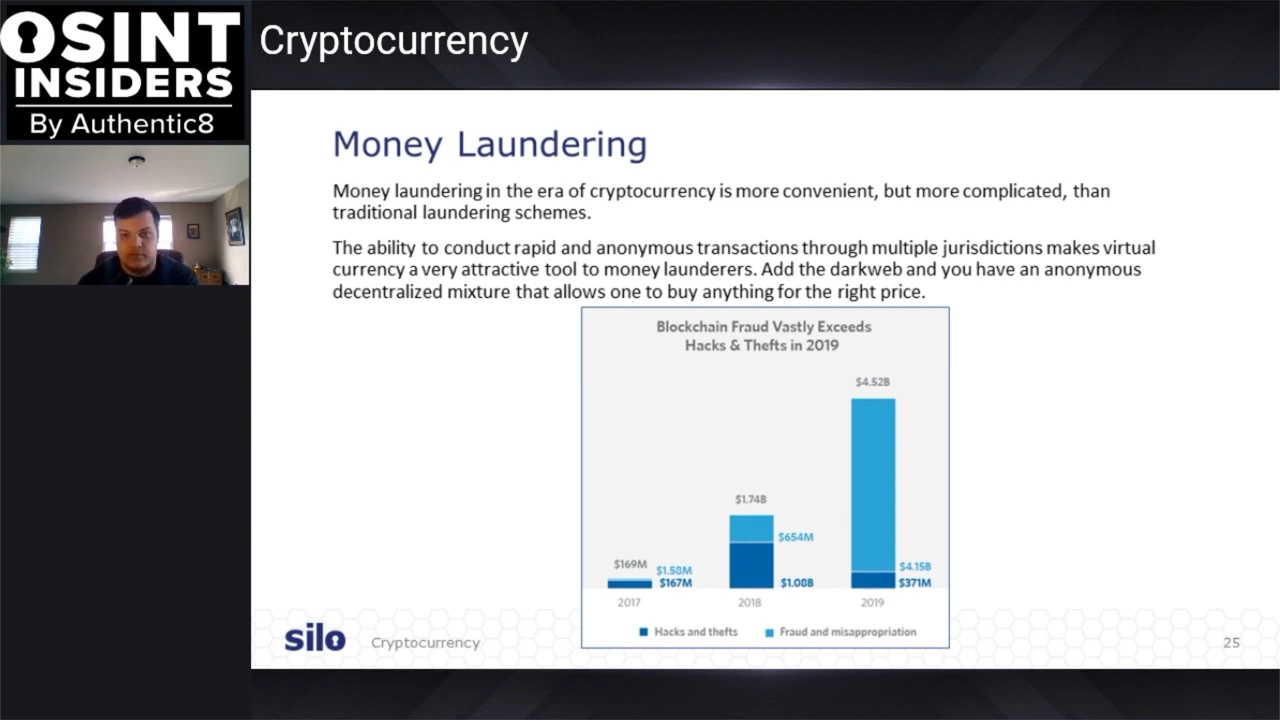 OSINT
INSIDERS
By Authentic8
Cryptocurrency
Money Laundering
Money laundering in the era of cryptocurrency is more convenient, but more complicated, than
traditional laundering schemes.
The ability to conduct rapid and anonymous transactions through multiple jurisdictions makes virtual
currency a very attractive tool to money launderers. Add the darkweb and you have an anonymous
decentralized mixture that allows one to buy anything for the right price.
Blockchain Fraud Vastly Exceeds
Hacks & Thefts in 2019
$4.52B
$1.74B
$654M
$169M
$1.58M
$4.15B
$167M
$1.08B
$371M
2017
2018
2019
Hacks and thefts
Fraud and misappropriation
silo
Cryptocurrency
25